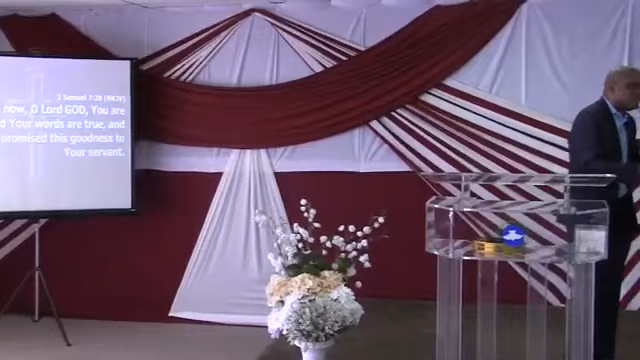 2 Samuel 7:28 (NKJV)
now, O Lord GOD, You are
Your words are true, and
promised this goodness to
Your servant.